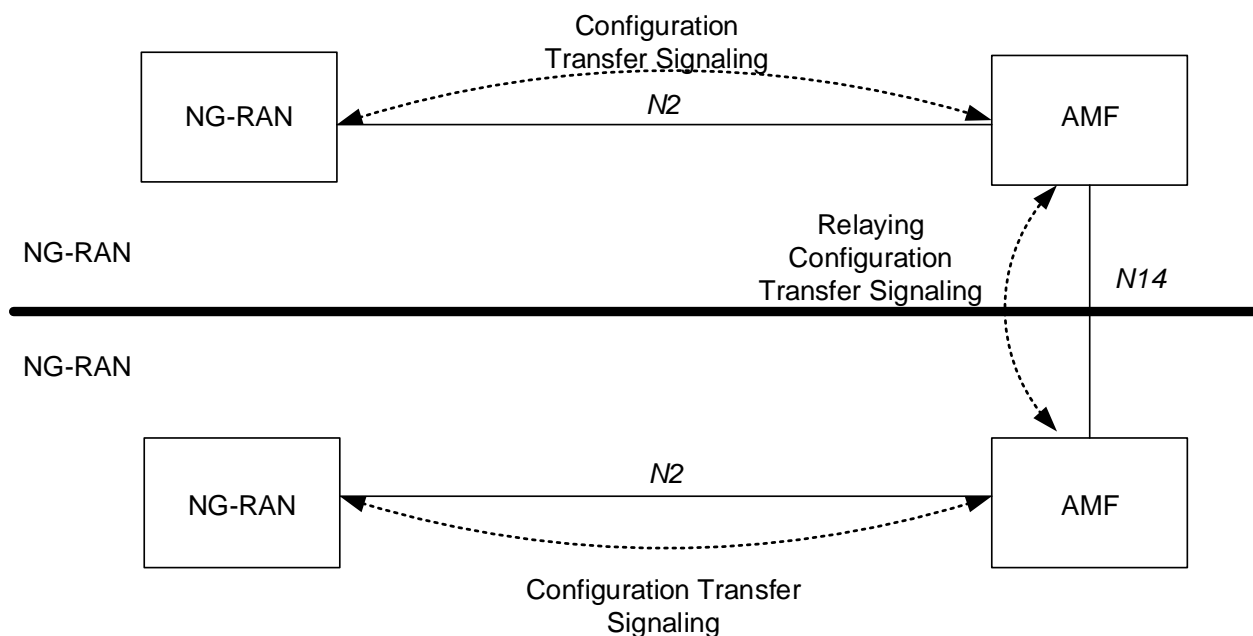 Configuration
Transfer Signaling
NG-RAN
N2
AMF
Relaying
Configuration
Transfer Signaling
NG-RAN
N14
NG-RAN
NG-RAN
N2
AMF
Configuration Transfer
Signaling